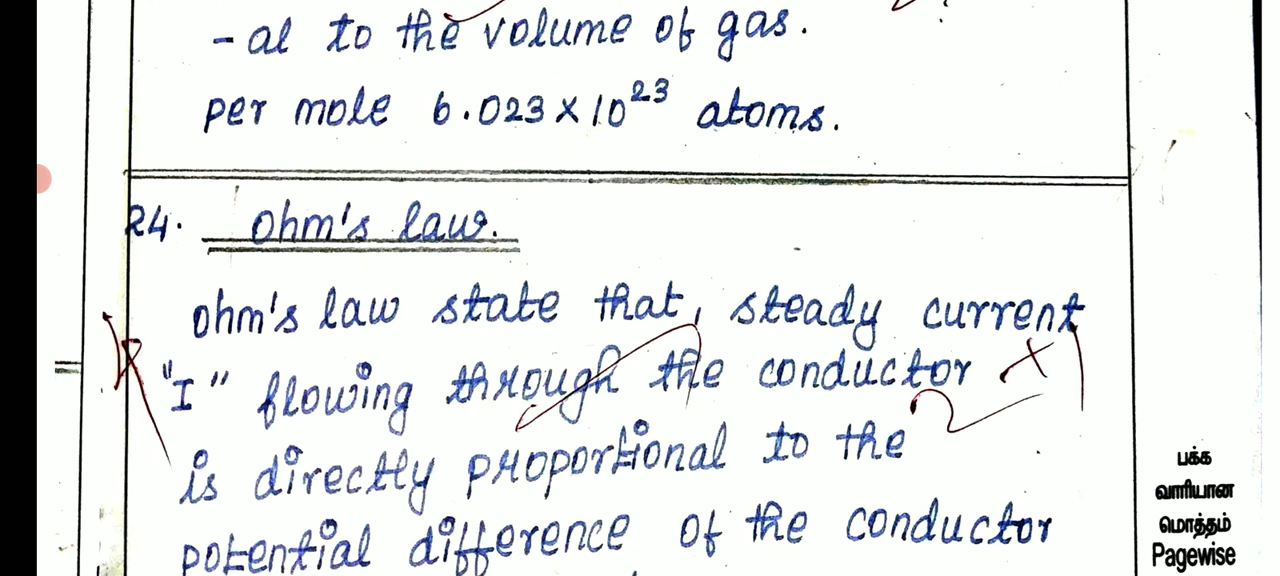 -al to the volume of gas.
per mole 6.023 × 10²³ atoms.
24. Ohm's law.
Ohm's law state that, steady current
"I" flowing through the conductor
is directly proportional to the
potential difference of the conductor
பக்க
வாரியான
மொத்தம்
Pagewise